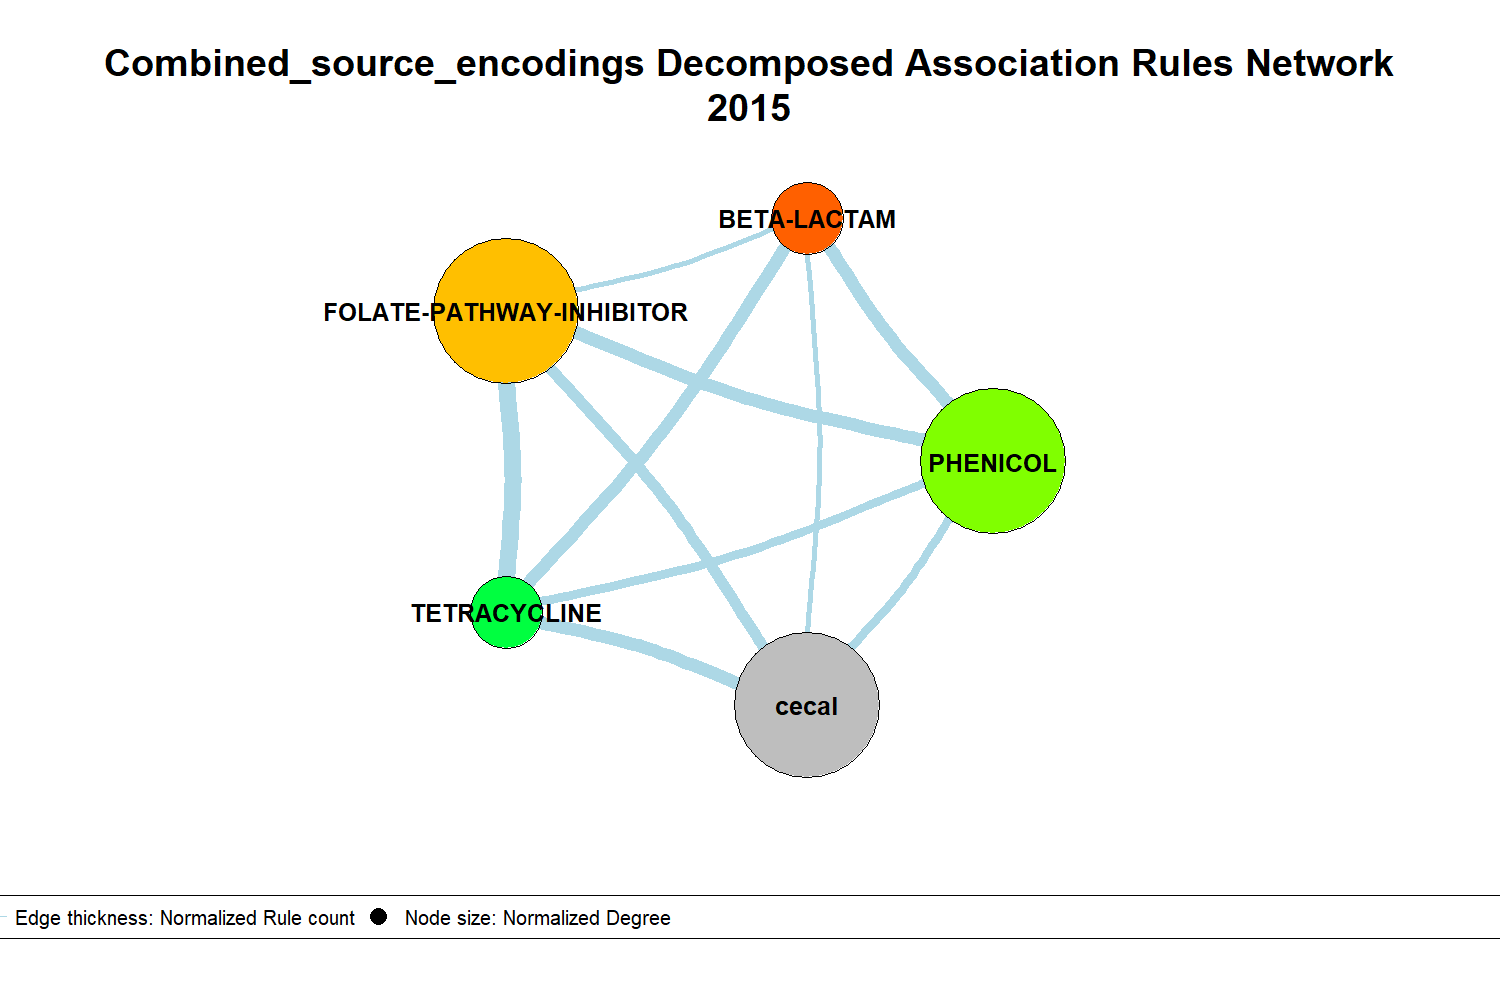 Combined_source_encodings Decomposed Association Rules Network
2015
BETA-LACTAM
FOLATE-PATHWAY-INHIBITOR
PHENICOL
TETRACYCLINE
cecal
Edge thickness: Normalized Rule count
Node size: Normalized Degree